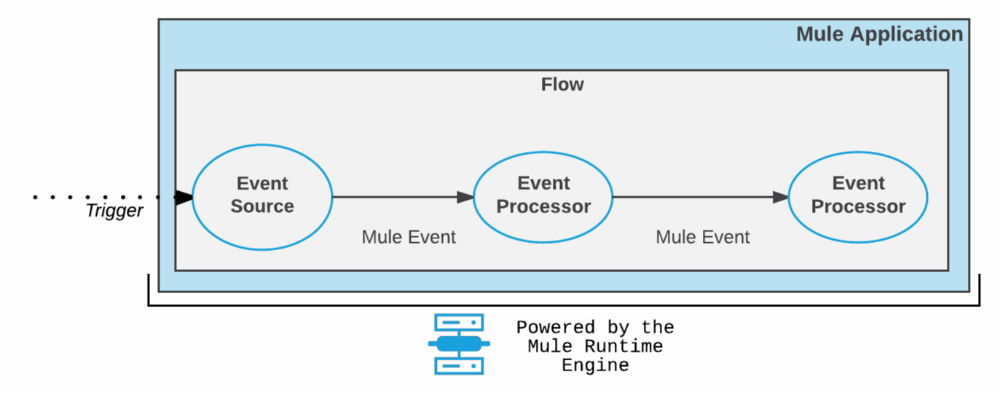 Mule Application
Flow
Event
Source
Event
Processor
Event
Processor
Trigger
Mule Event
Mule Event
Powered by the
Mule Runtime
Engine